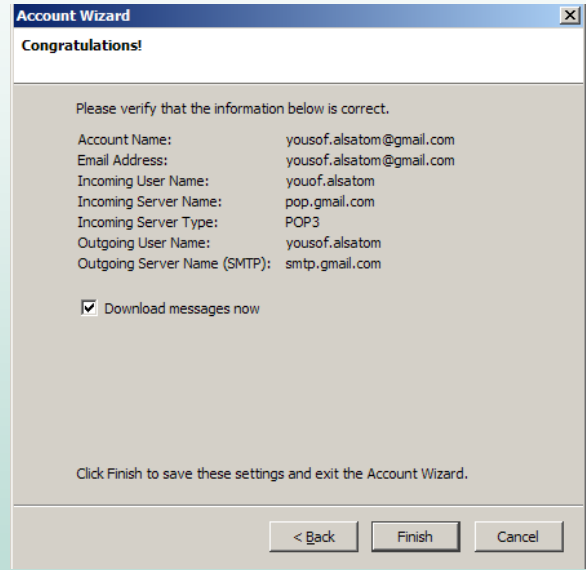 Account Wizard
Congratulations!
Please verify that the information below is correct.
Account Name: yousof.alsatom@gmail.com
Email Address: yousof.alsatom@gmail.com
Incoming User Name: youof.alsatom
Incoming Server Name: pop.gmail.com
Incoming Server Type: POP3
Outgoing User Name: yousof.alsatom
Outgoing Server Name (SMTP): smtp.gmail.com
Download messages now
Click Finish to save these settings and exit the Account Wizard.
< Back Finish Cancel